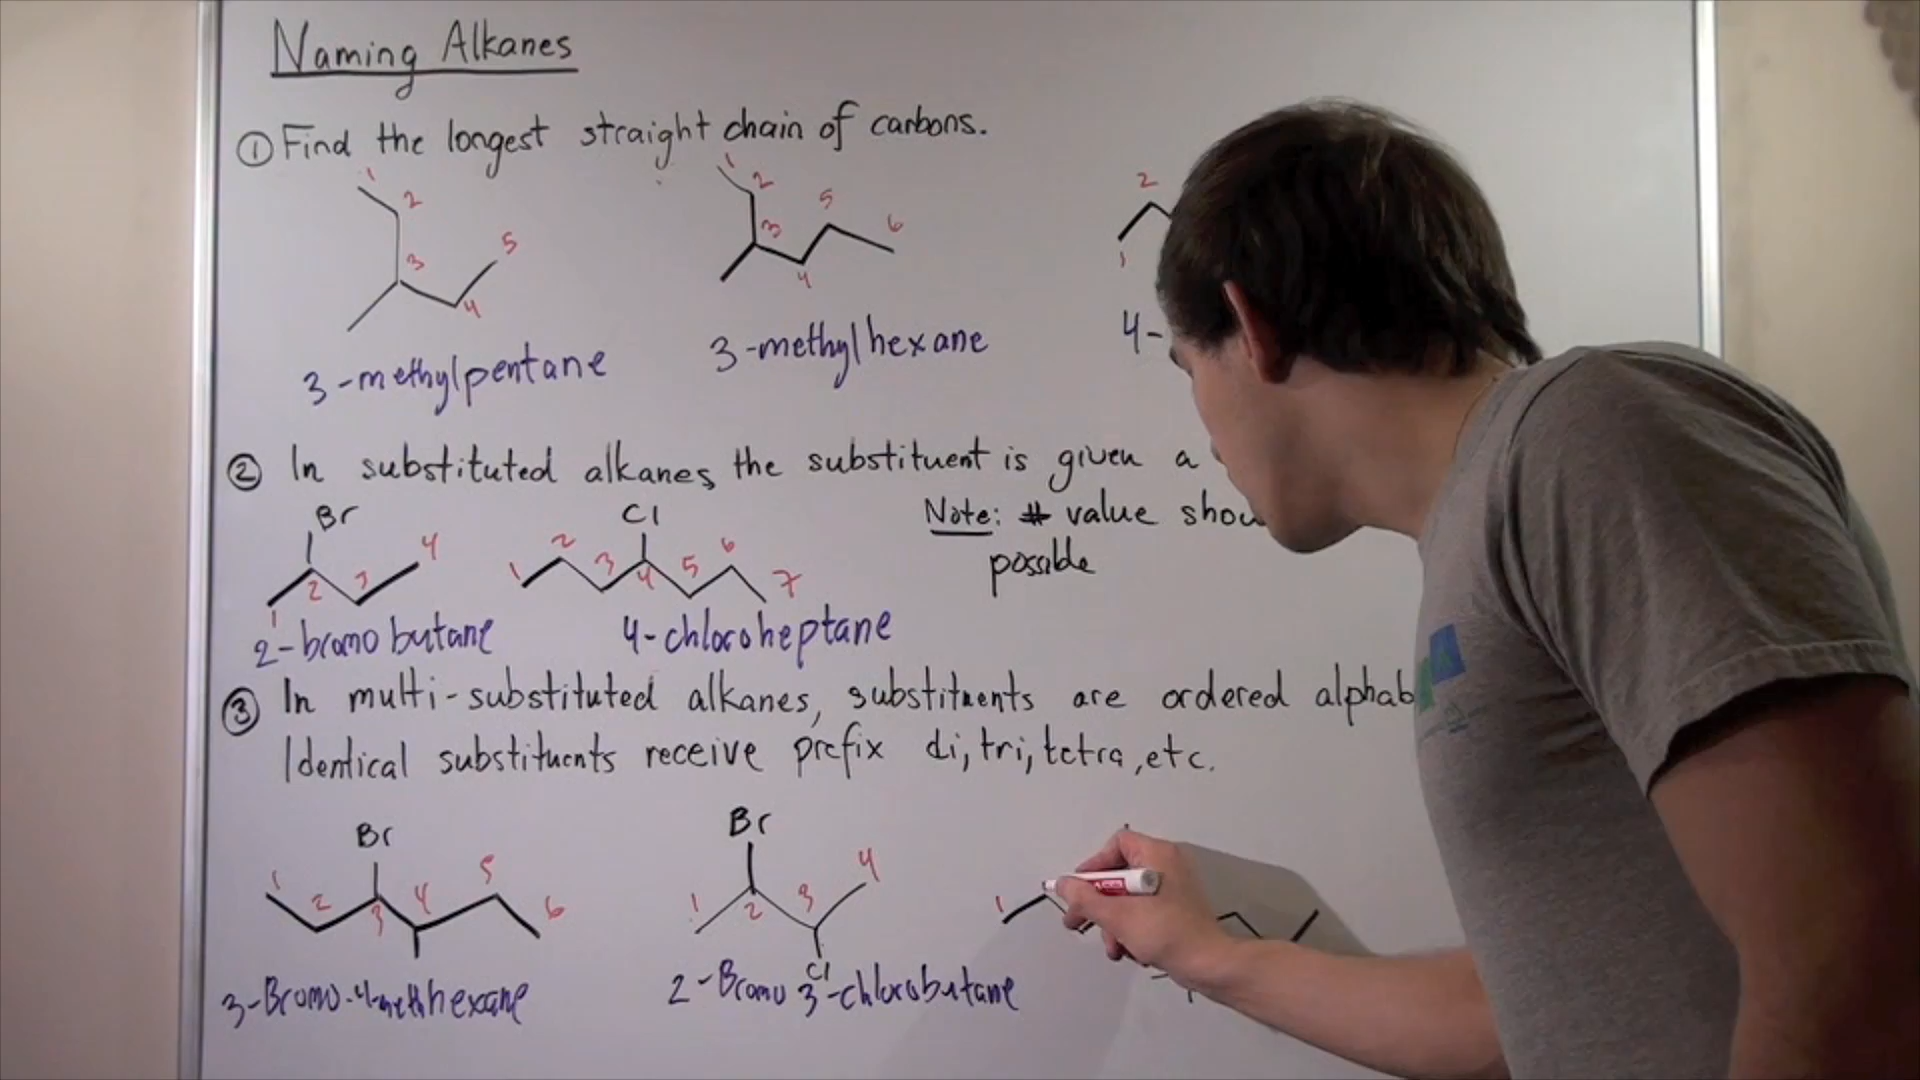 Naming Alkanes
① Find the longest straight chain of carbons.
1 2 3 4 5
1 2 3 4 5 6
2 1
3-methylpentane
3-methylhexane
4-
② In substituted alkanes the substituent is given a
Note: # value shou
possible
Br
1 2 3 4
Cl
1 2 3 4 5 6 7
2-bromobutane
4-chloroheptane
③ In multi-substituted alkanes, substituents are ordered alphab
Identical substituents receive prefix di, tri, tetra, etc.
Br
1 2 3 4 5 6
Br
1 2 3 4
Cl
1
3-Bromo-4-methhexane
2-Bromo 3-chlorobutane